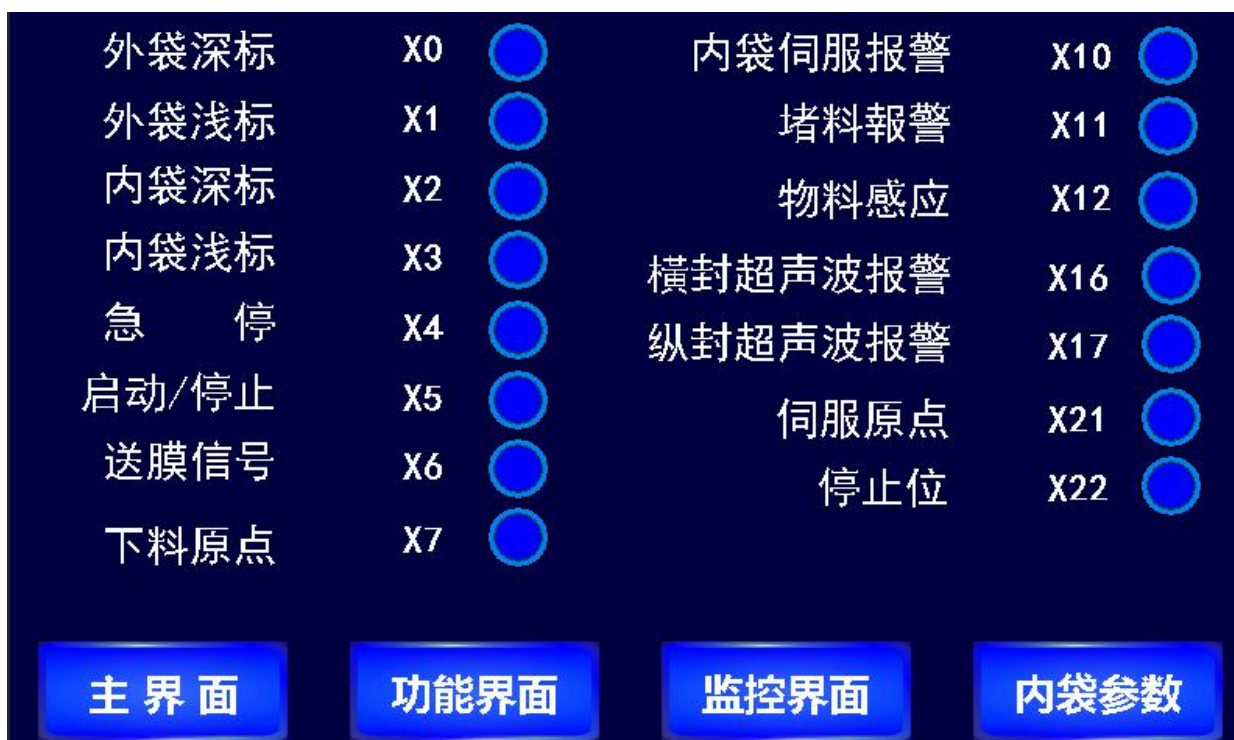 外袋深标 X0
外袋浅标 X1
内袋深标 X2
内袋浅标 X3
急 停 X4
启动/停止 X5
送膜信号 X6
下料原点 X7
内袋伺服报警 X10
堵料報警 X11
物料感应 X12
橫封超声波报警 X16
纵封超声波报警 X17
伺服原点 X21
停止位 X22
主界面 功能界面 监控界面 内袋参数